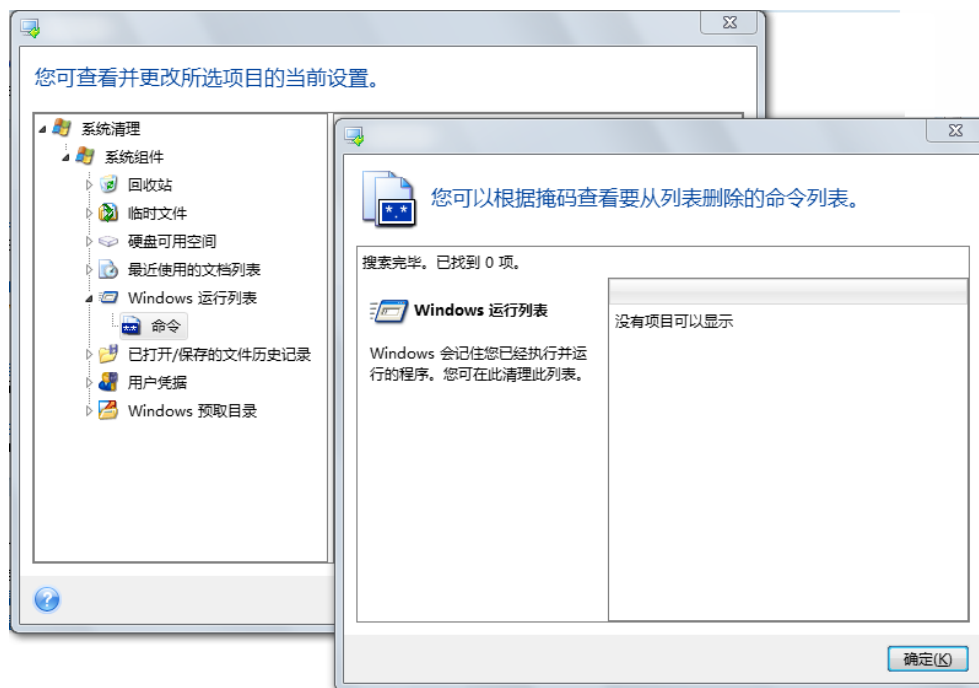 您可查看并更改所选项目的当前设置。
系统清理
系统组件
回收站
临时文件
硬盘可用空间
最近使用的文档列表
Windows 运行列表
命令
已打开/保存的文件历史记录
用户凭据
Windows 预取目录
您可以根据掩码查看要从列表删除的命令列表。
搜索完毕。已找到 0 项。
Windows 运行列表
Windows 会记住您已经执行并运
行的程序。您可在此清理此列表。
没有项目可以显示
确定(K)